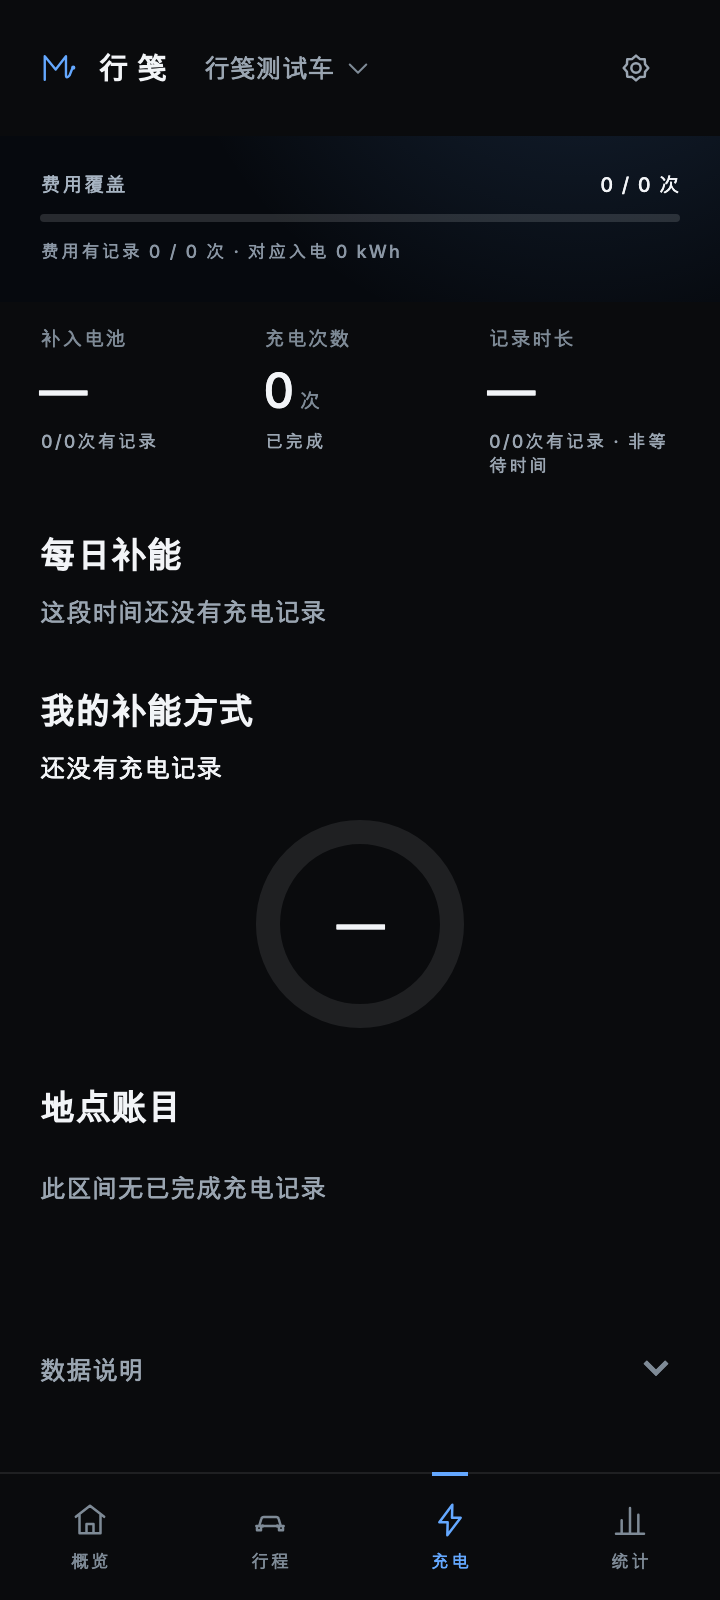 行笺 行笺测试车
费用覆盖 0 / 0 次
费用有记录 0 / 0 次 · 对应入电 0 kWh
补入电池 充电次数 记录时长
— 0 次 —
0/0次有记录 已完成 0/0次有记录 · 非等
待时间
每日补能
这段时间还没有充电记录
我的补能方式
还没有充电记录
—
地点账目
此区间无已完成充电记录
数据说明
概览 行程 充电 统计